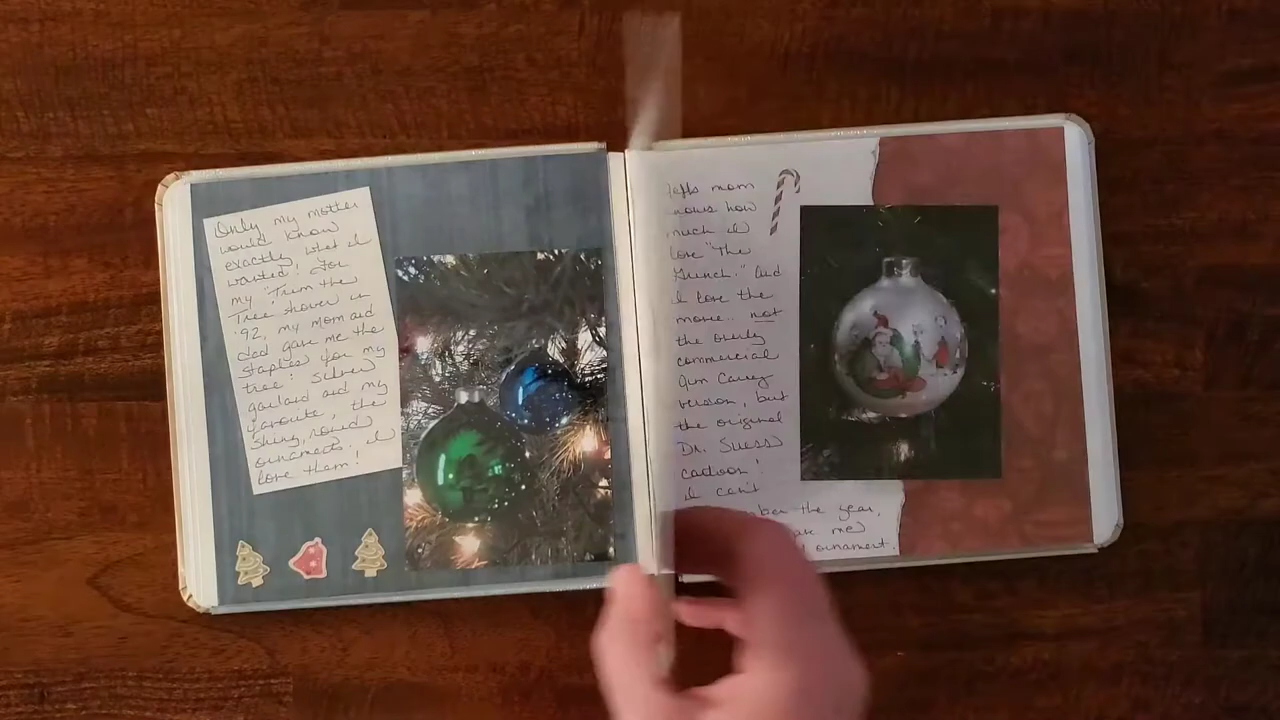 Only my mother
would know
exactly what I
wanted! For
my "Trim the
Tree" shower in
'92, my mom and
dad gave me the
staples for my
tree: silver
garland and my
favorite, the
shiny, round
ornaments! I
love them!
mom
nows how
much I
love "The
Grinch." And
I love the
movie.. not
the overly
commercial
Jim Carrey
version, but
the original
Dr. Suess
cartoon!
I can't
ber the year,
me
ornament.